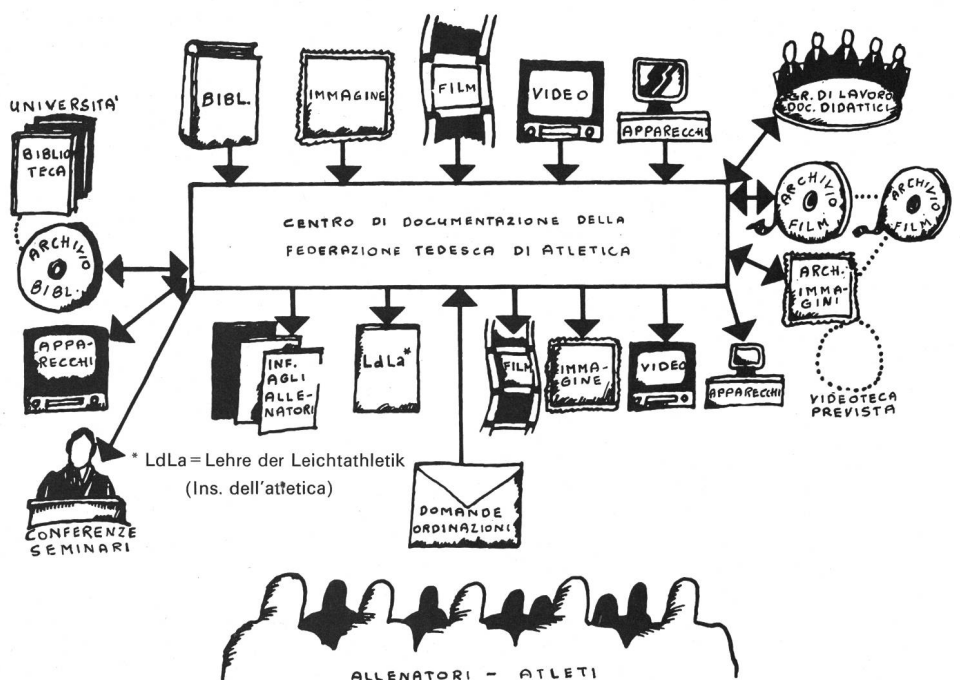 BIBL.
IMMAGINE
FILM
VIDEO
APPARECCHI
GR. DI LAVORO
DOC. DIDATTICI
UNIVERSITA'
BIBLIO
TECA
ARCHIVIO
BIBL.
APPA-
RECCHI
CONFERENZE
SEMINARI
CENTRO DI DOCUMENTAZIONE DELLA
FEDERAZIONE TEDESCA DI ATLETICA
ARCHIVIO
FILM
ARCHIVIO
FILM
ARCH.
IMMA-
GINI
VIDEOTECA
PREVISTA
INF.
AGLI
ALLE-
NATORI
LdLa*
FILM
IMMA-
GINE
VIDEO
APPARECCHI
* LdLa = Lehre der Leichtathletik
(Ins. dell'atletica)
DOMANDE
ORDINAZIONI
ALLENATORI - ATLETI